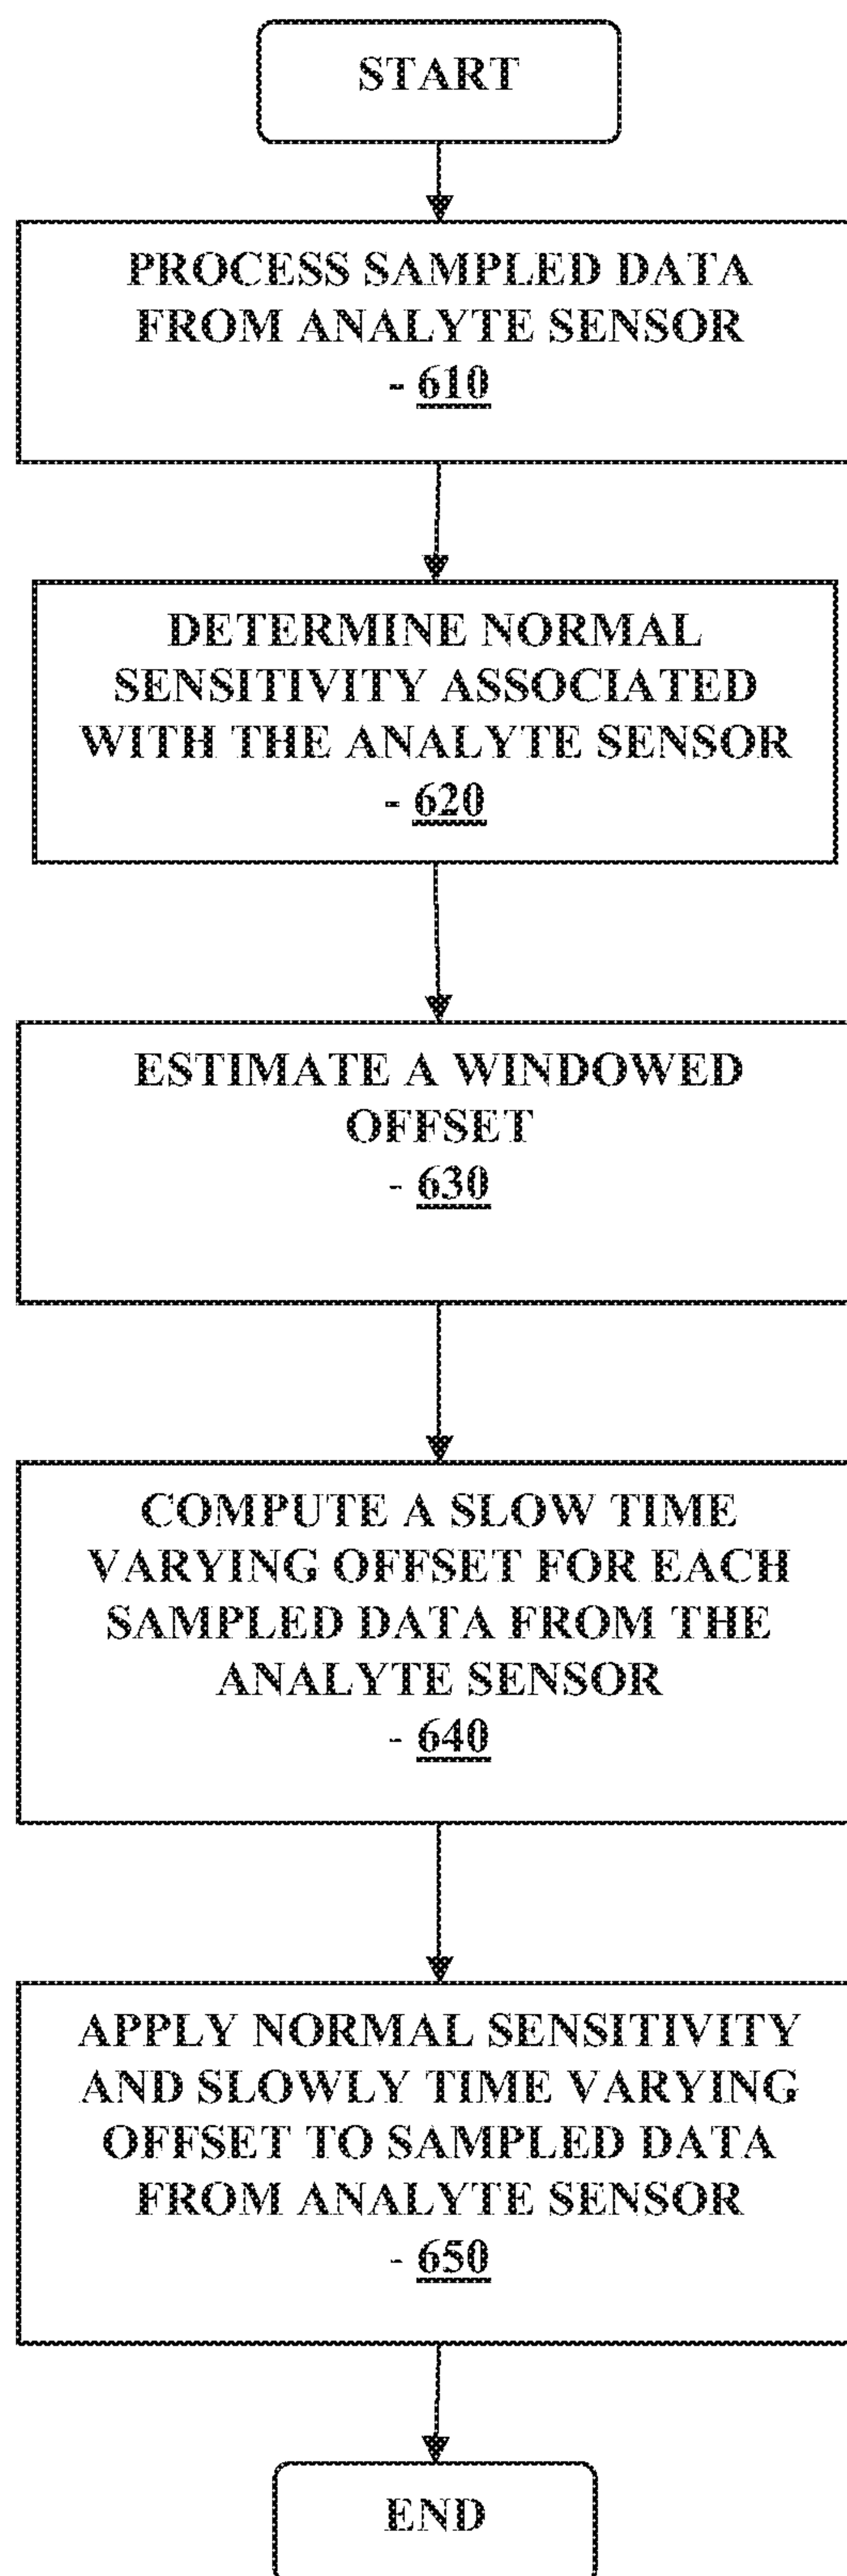 START
PROCESS SAMPLED DATA
FROM ANALYTE SENSOR
- 610
DETERMINE NORMAL
SENSITIVITY ASSOCIATED
WITH THE ANALYTE SENSOR
- 620
ESTIMATE A WINDOWED
OFFSET
- 630
COMPUTE A SLOW TIME
VARYING OFFSET FOR EACH
SAMPLED DATA FROM THE
ANALYTE SENSOR
- 640
APPLY NORMAL SENSITIVITY
AND SLOWLY TIME VARYING
OFFSET TO SAMPLED DATA
FROM ANALYTE SENSOR
- 650
END